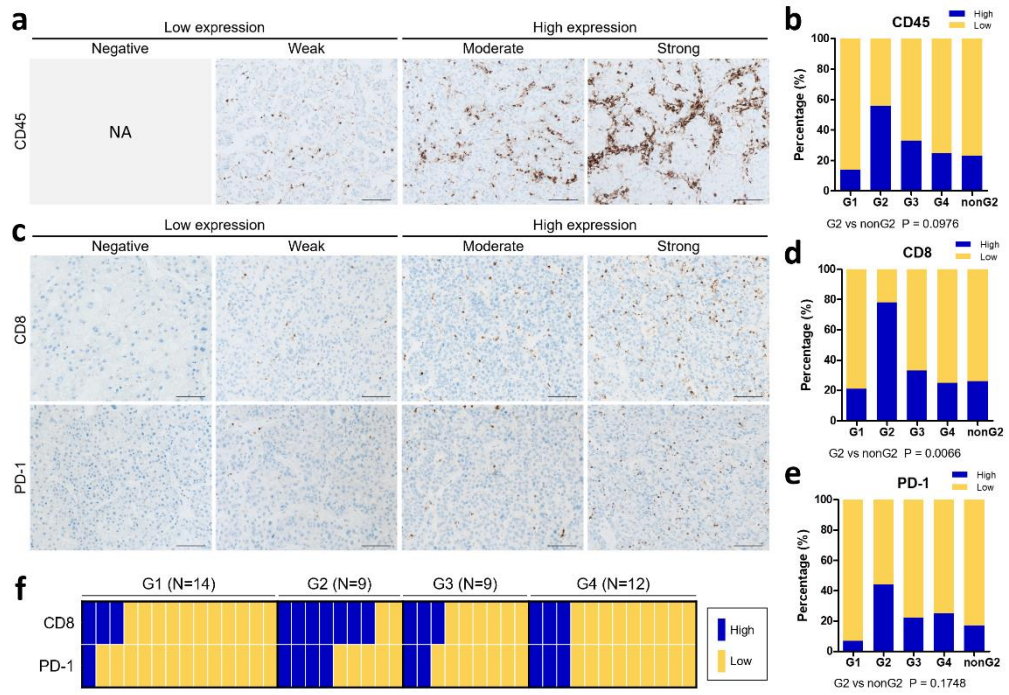 a
Low expression
High expression
Negative
Weak
Moderate
Strong
CD45
NA
b
CD45
High
Low
Percentage (%)
100
80
60
40
20
0
G1 G2 G3 G4 nonG2
G2 vs nonG2 P = 0.0976
c
Low expression
High expression
Negative
Weak
Moderate
Strong
CD8
PD-1
d
CD8
High
Low
Percentage (%)
100
80
60
40
20
0
G1 G2 G3 G4 nonG2
G2 vs nonG2 P = 0.0066
e
PD-1
High
Low
Percentage (%)
100
80
60
40
20
0
G1 G2 G3 G4 nonG2
G2 vs nonG2 P = 0.1748
f
G1 (N=14)
G2 (N=9)
G3 (N=9)
G4 (N=12)
CD8
PD-1
High
Low